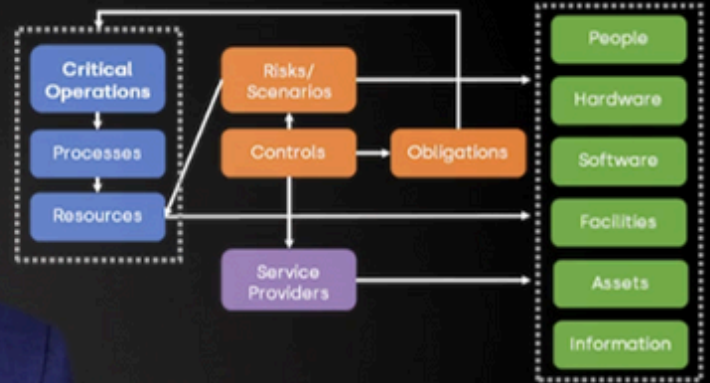 Critical
Operations
Processes
Resources
Risks/
Scenarios
Controls
Obligations
Service
Providers
People
Hardware
Software
Facilities
Assets
Information